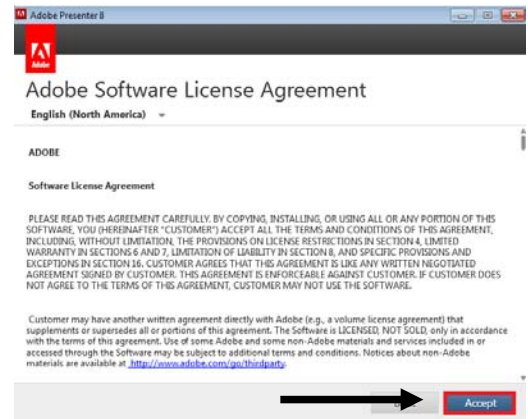 Adobe Presenter 8
Adobe
Adobe Software License Agreement
English (North America)
ADOBE
Software License Agreement
PLEASE READ THIS AGREEMENT CAREFULLY. BY COPYING, INSTALLING, OR USING ALL OR ANY PORTION OF THIS
SOFTWARE, YOU (HEREINAFTER "CUSTOMER") ACCEPT ALL THE TERMS AND CONDITIONS OF THIS AGREEMENT,
INCLUDING, WITHOUT LIMITATION, THE PROVISIONS ON LICENSE RESTRICTIONS IN SECTION 4, LIMITED
WARRANTY IN SECTIONS 6 AND 7, LIMITATION OF LIABILITY IN SECTION 8, AND SPECIFIC PROVISIONS AND
EXCEPTIONS IN SECTION 16. CUSTOMER AGREES THAT THIS AGREEMENT IS LIKE ANY WRITTEN NEGOTIATED
AGREEMENT SIGNED BY CUSTOMER. THIS AGREEMENT IS ENFORCEABLE AGAINST CUSTOMER. IF CUSTOMER DOES
NOT AGREE TO THE TERMS OF THIS AGREEMENT, CUSTOMER MAY NOT USE THE SOFTWARE.
Customer may have another written agreement directly with Adobe (e.g., a volume license agreement) that
supplements or supersedes all or portions of this agreement. The Software is LICENSED, NOT SOLD, only in accordance
with the terms of this agreement. Use of some Adobe and some non-Adobe materials and services included in or
accessed through the Software may be subject to additional terms and conditions. Notices about non-Adobe
materials are available at http://www.adobe.com/go/thirdparty.
Accept